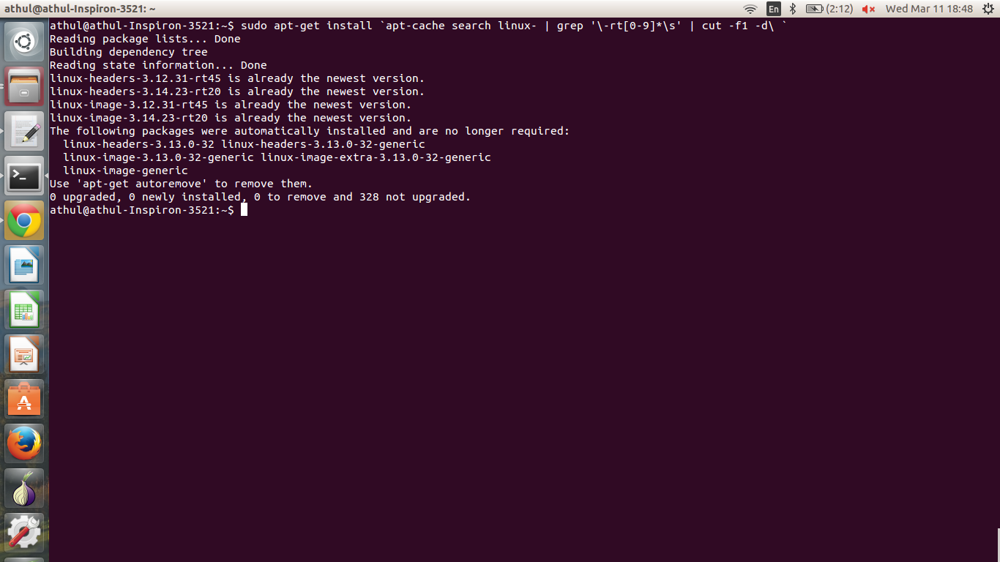 athul@athul-Inspiron-3521: ~
En
(2:12)
Wed Mar 11 18:48
athul@athul-Inspiron-3521:~$ sudo apt-get install `apt-cache search linux- | grep '\-rt[0-9]*\s' | cut -f1 -d\ `
Reading package lists... Done
Building dependency tree
Reading state information... Done
linux-headers-3.12.31-rt45 is already the newest version.
linux-headers-3.14.23-rt20 is already the newest version.
linux-image-3.12.31-rt45 is already the newest version.
linux-image-3.14.23-rt20 is already the newest version.
The following packages were automatically installed and are no longer required:
  linux-headers-3.13.0-32 linux-headers-3.13.0-32-generic
  linux-image-3.13.0-32-generic linux-image-extra-3.13.0-32-generic
  linux-image-generic
Use 'apt-get autoremove' to remove them.
0 upgraded, 0 newly installed, 0 to remove and 328 not upgraded.
athul@athul-Inspiron-3521:~$